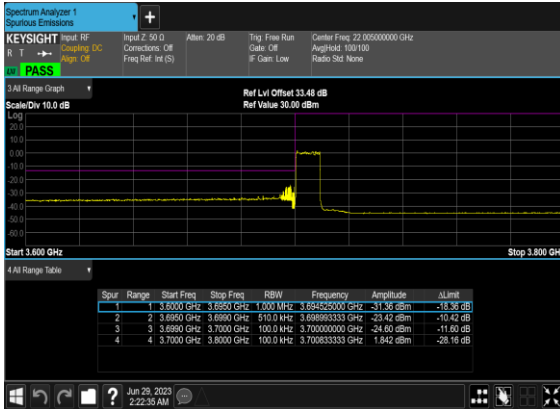 Spectrum Analyzer 1
Spurious Emissions
+
KEYSIGHT Input: RF Input Z: 50 Ω Atten: 20 dB Trig: Free Run Center Freq: 22.005000000 GHz
R T Coupling: DC Corrections: Off Gate: Off Avg|Hold: 100/100
Align: Off Freq Ref: Int (S) IF Gain: Low Radio Std: None
PASS
3 All Range Graph Ref Lvl Offset 33.48 dB
Scale/Div 10.0 dB Ref Value 30.00 dBm
Log
20.0
10.0
0.00
-10.0
-20.0
-30.0
-40.0
-50.0
-60.0
Start 3.600 GHz Stop 3.800 GHz
4 All Range Table
Spur Range Start Freq Stop Freq RBW Frequency Amplitude ΔLimit
1 1 3.6000 GHz 3.6950 GHz 1.000 MHz 3.694525000 GHz -31.36 dBm -18.36 dB
2 2 3.6950 GHz 3.6990 GHz 510.0 kHz 3.698993333 GHz -23.42 dBm -10.42 dB
3 3 3.6990 GHz 3.7000 GHz 100.0 kHz 3.700000000 GHz -24.60 dBm -11.60 dB
4 4 3.7000 GHz 3.8000 GHz 100.0 kHz 3.700833333 GHz 1.842 dBm -28.16 dB
? Jun 29, 2023
2:22:35 AM